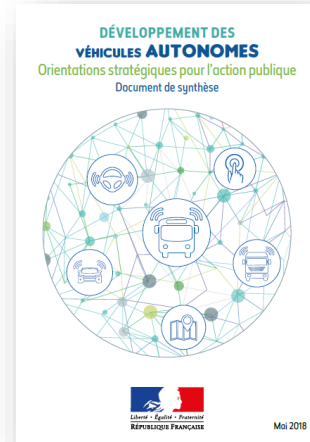 DÉVELOPPEMENT DES
VÉHICULES AUTONOMES
Orientations stratégiques pour l'action publique
Document de synthèse
Liberté • Égalité • Fraternité
RÉPUBLIQUE FRANÇAISE
Mai 2018